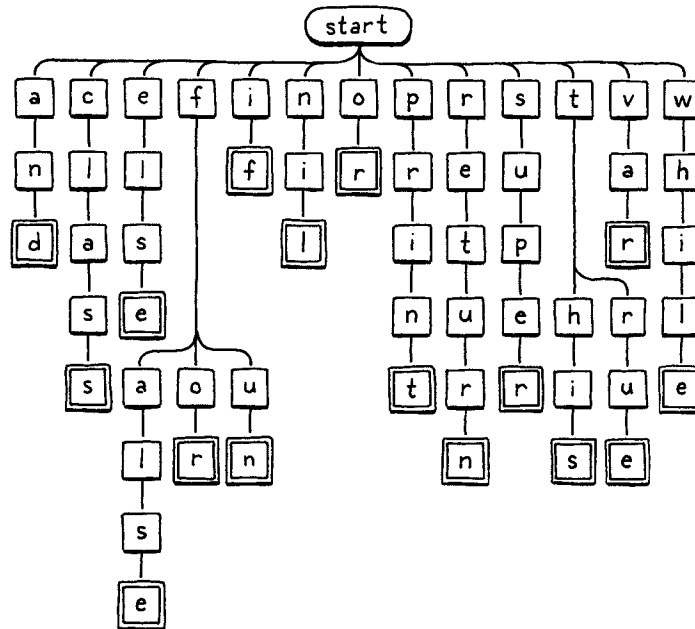 start
a c e f i n o p r s t v w
n l l f i r r e u a h
d a s l i t p r i
s e n u e h r l
s a o u t r r i u e
l r n n s e
s
e